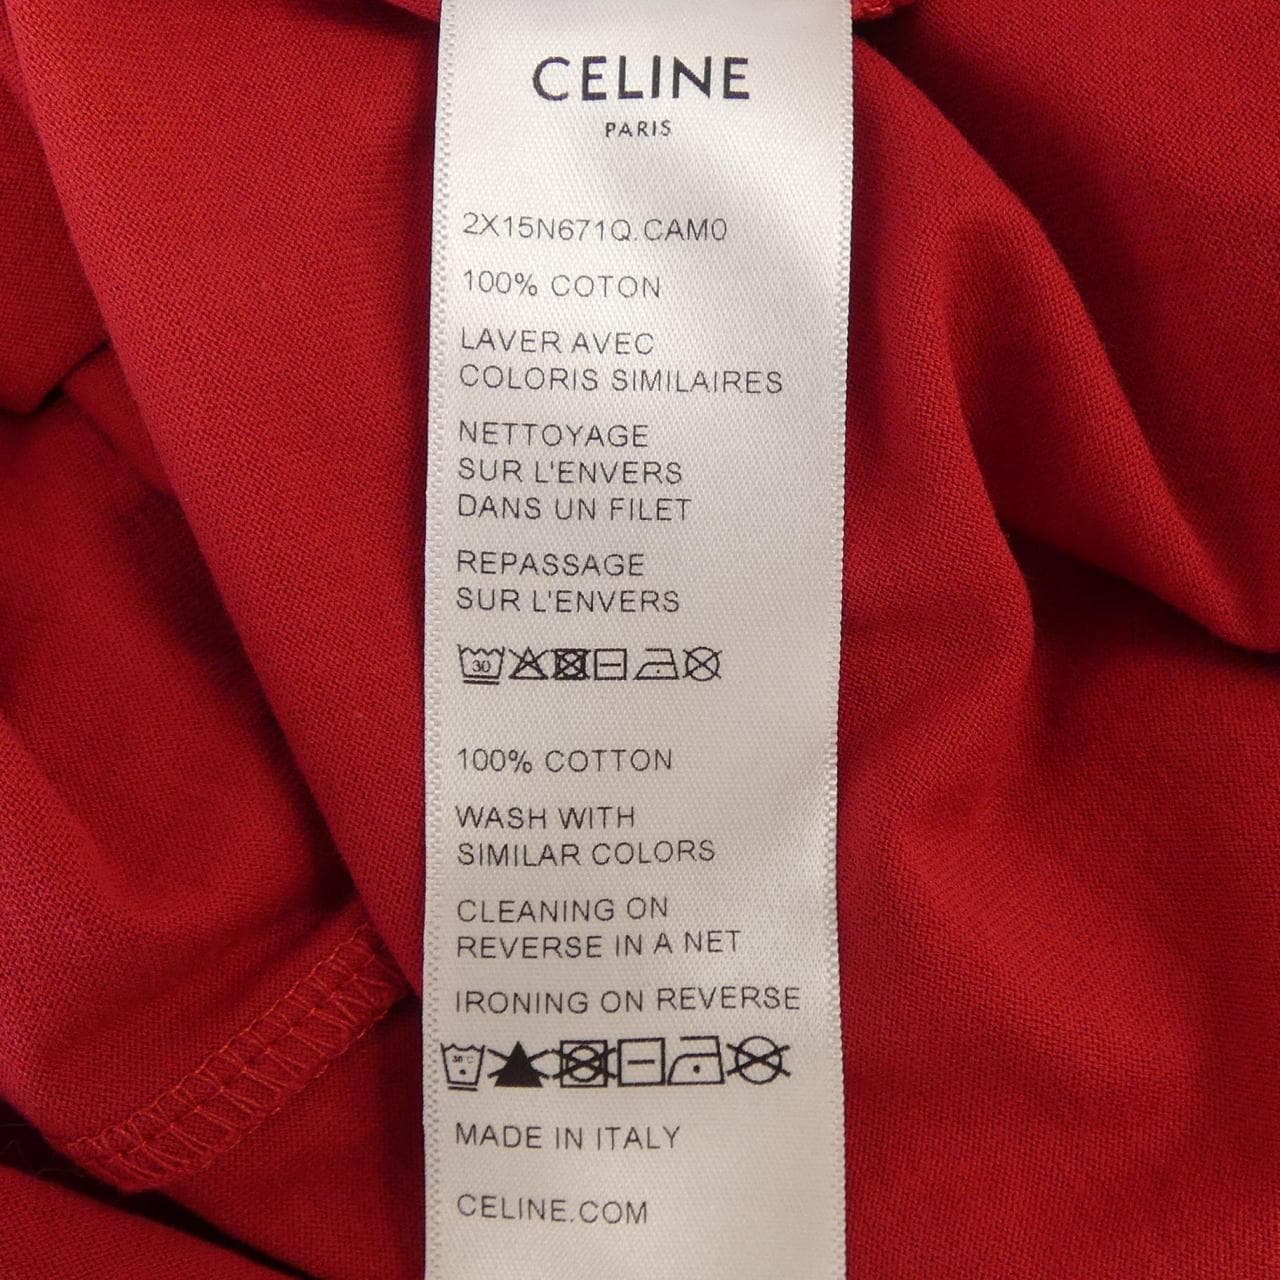 CELINE
PARIS
2X15N671Q.CAM0
100% COTON
LAVER AVEC
COLORIS SIMILAIRES
NETTOYAGE
SUR L'ENVERS
DANS UN FILET
REPASSAGE
SUR L'ENVERS
30
100% COTTON
WASH WITH
SIMILAR COLORS
CLEANING ON
REVERSE IN A NET
IRONING ON REVERSE
30°C
MADE IN ITALY
CELINE.COM